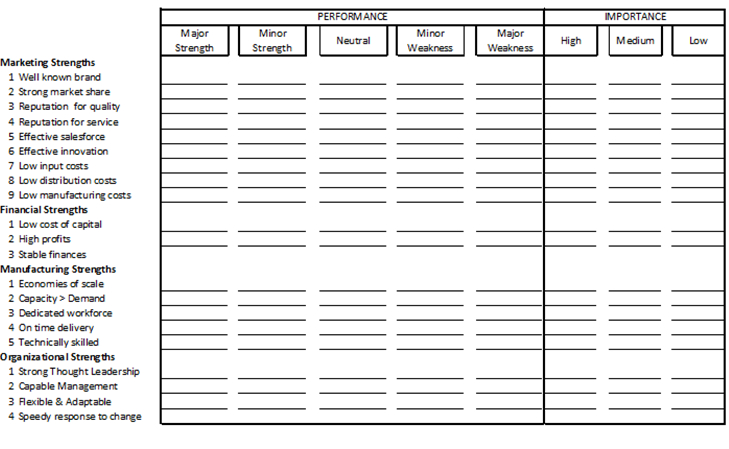 PERFORMANCE IMPORTANCE
Major Strength Minor Strength Neutral Minor Weakness Major Weakness High Medium Low
Marketing Strengths
1 Well known brand
2 Strong market share
3 Reputation for quality
4 Reputation for service
5 Effective salesforce
6 Effective innovation
7 Low input costs
8 Low distribution costs
9 Low manufacturing costs
Financial Strengths
1 Low cost of capital
2 High profits
3 Stable finances
Manufacturing Strengths
1 Economies of scale
2 Capacity > Demand
3 Dedicated workforce
4 On time delivery
5 Technically skilled
Organizational Strengths
1 Strong Thought Leadership
2 Capable Management
3 Flexible & Adaptable
4 Speedy response to change